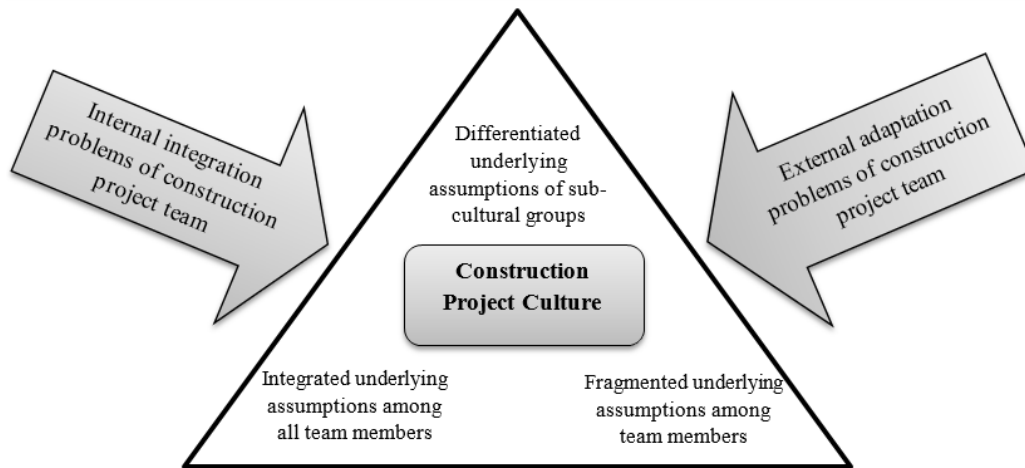 Internal integration
problems of construction
project team
External adaptation
problems of construction
project team
Differentiated
underlying
assumptions of sub-
cultural groups
Construction
Project Culture
Integrated underlying
assumptions among
all team members
Fragmented underlying
assumptions among
team members